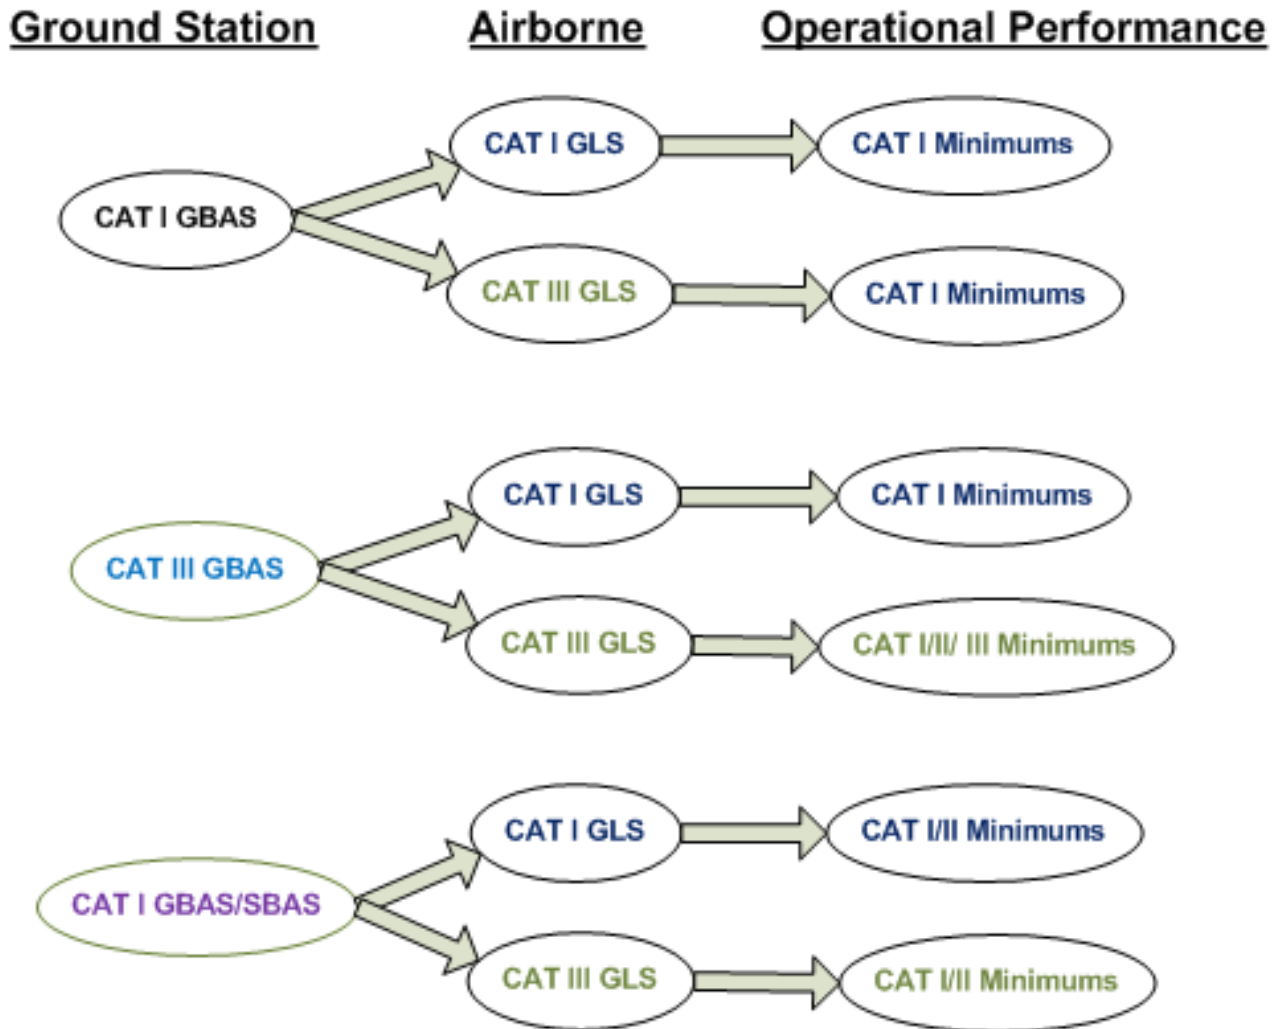 Ground Station Airborne Operational Performance
CAT I GLS CAT I Minimums
CAT I GBAS
CAT III GLS CAT I Minimums
CAT I GLS CAT I Minimums
CAT III GBAS
CAT III GLS CAT I/II/ III Minimums
CAT I GLS CAT I/II Minimums
CAT I GBAS/SBAS
CAT III GLS CAT I/II Minimums